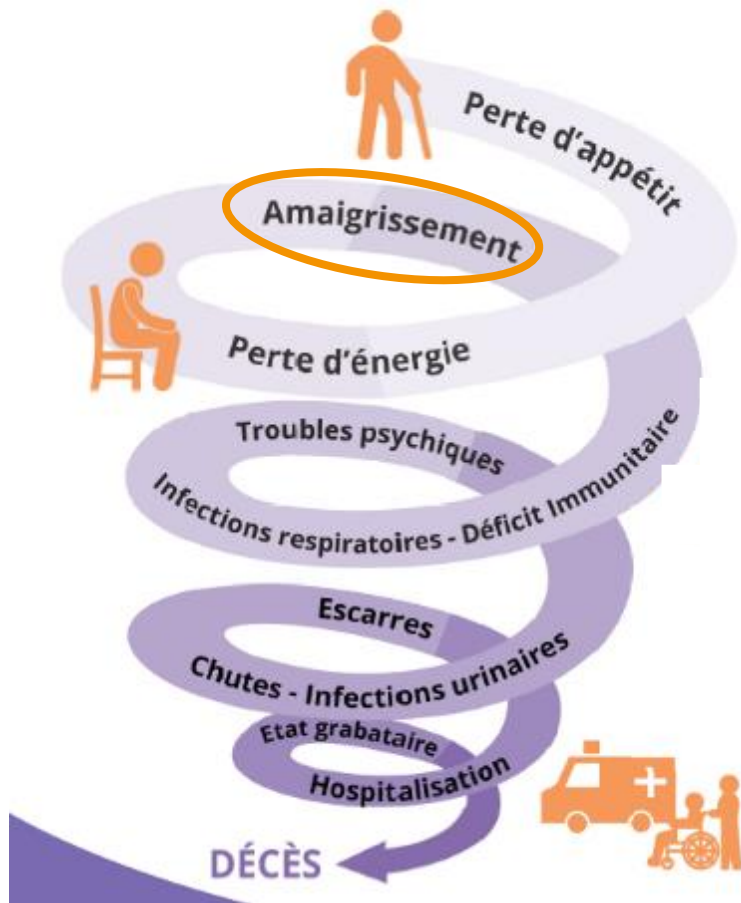 Perte d'appétit
Amaigrissement
Perte d'énergie
Troubles psychiques
Infections respiratoires - Déficit Immunitaire
Escarres
Chutes - Infections urinaires
Etat grabataire
Hospitalisation
DÉCÈS